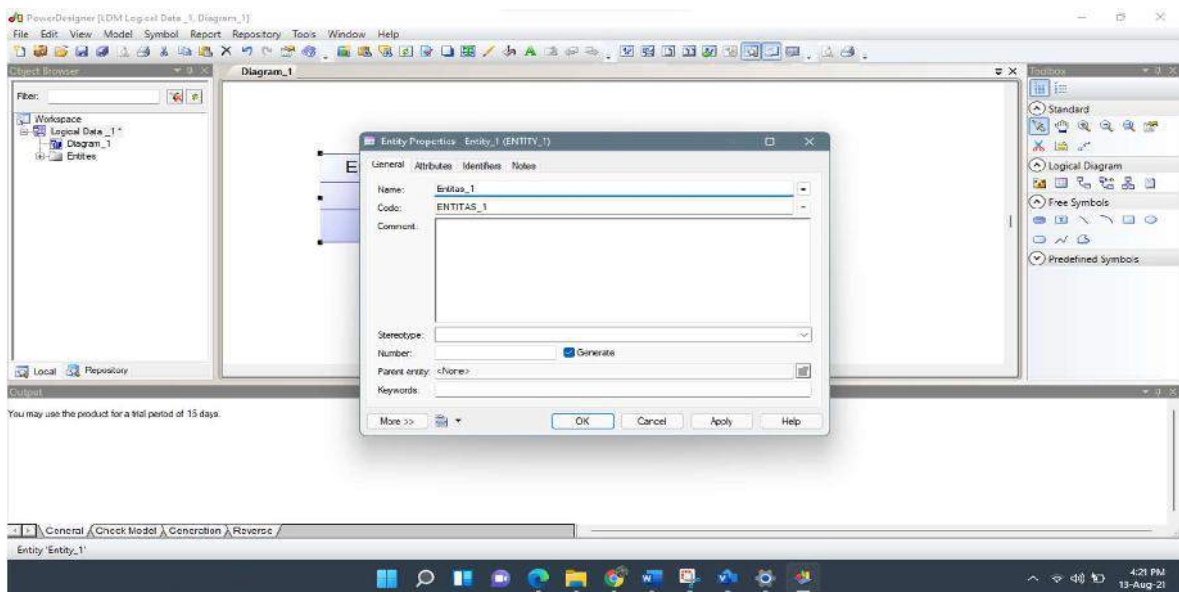 PowerDesigner [LDM Logical Data _1, Diagram_1]
File Edit View Model Symbol Report Repository Tools Window Help
Object Browser
Diagram_1
Toolbox
Filter:
Workspace
Logical Data _1 *
Diagram_1
Entities
Standard
Logical Diagram
Free Symbols
Predefined Symbols
E
Entity Properties - Entity_1 (ENTITY_1)
General Attributes Identifiers Notes
Name: Entitas_1
Code: ENTITAS_1
Comment:
Stereotype:
Number: Generate
Parent entity: <None>
Keywords:
More >> OK Cancel Apply Help
Local Repository
Output
You may use the product for a trial period of 15 days.
General Check Model Generation Reverse
Entity 'Entity_1'
4:21 PM
13-Aug-21